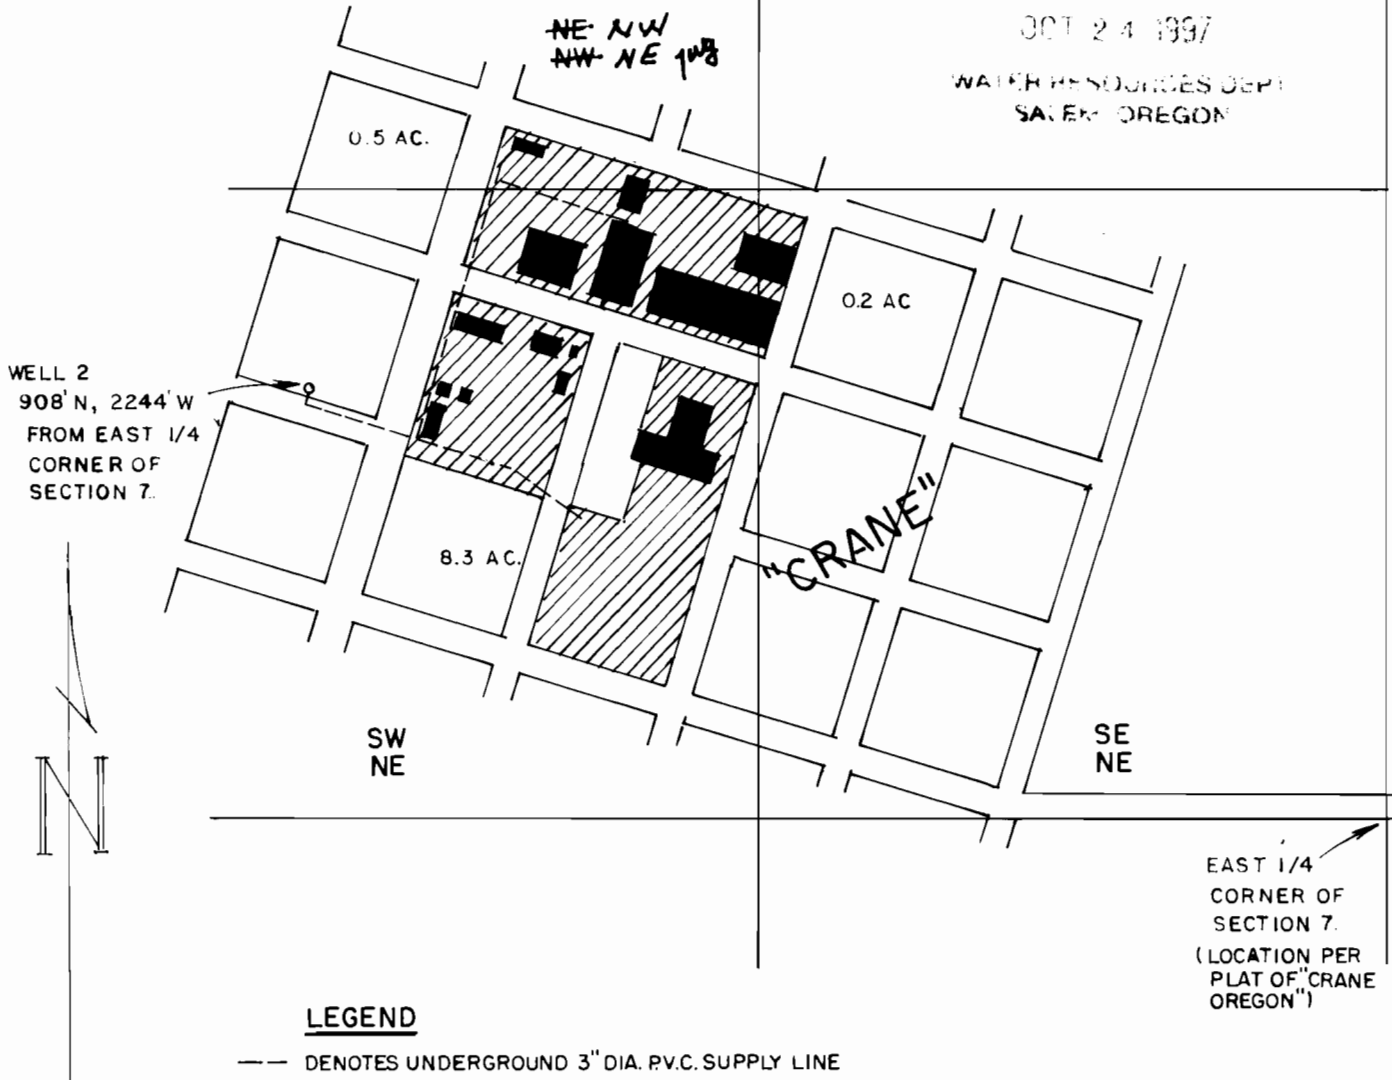 NE NW
NW NE jwg
OCT 24 1997
WATER RESOURCES DEPT
SALEM OREGON
0.5 AC.
0.2 AC
WELL 2
908' N, 2244' W
FROM EAST 1/4
CORNER OF
SECTION 7.
8.3 AC.
"CRANE"
SW
NE
SE
NE
N
EAST 1/4
CORNER OF
SECTION 7.
(LOCATION PER
PLAT OF "CRANE
OREGON")
LEGEND
DENOTES UNDERGROUND 3" DIA. P.V.C. SUPPLY LINE